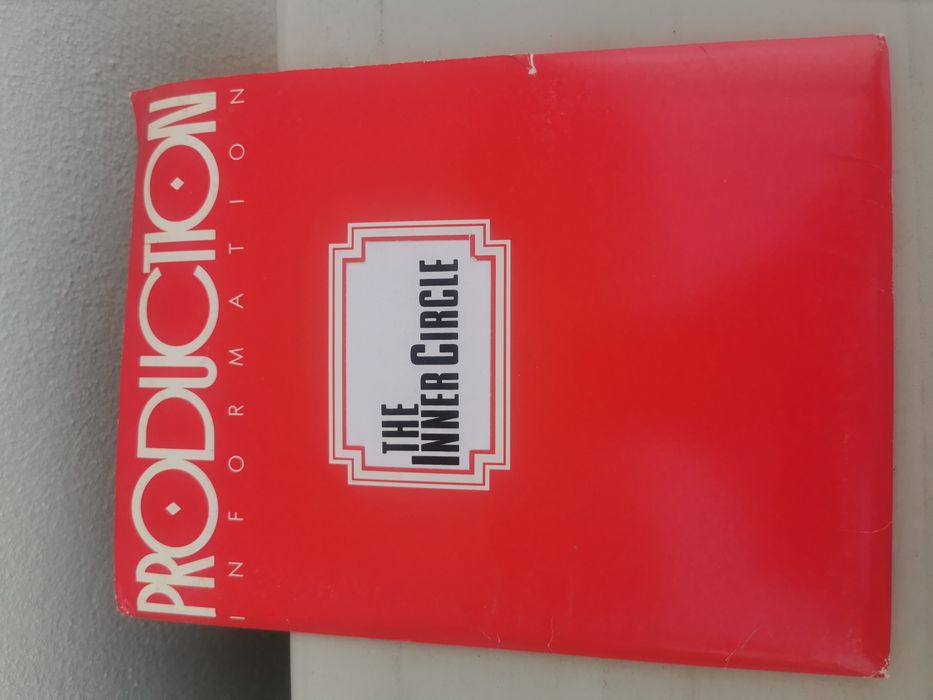 PRODUCTION
INFORMATION
THE
INNER CIRCLE